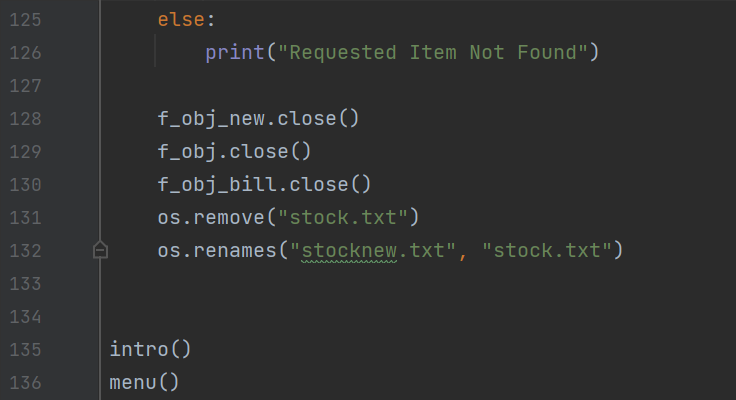 125 else:
126 print("Requested Item Not Found")
127
128 f_obj_new.close()
129 f_obj.close()
130 f_obj_bill.close()
131 os.remove("stock.txt")
132 os.renames("stocknew.txt", "stock.txt")
133
134
135 intro()
136 menu()